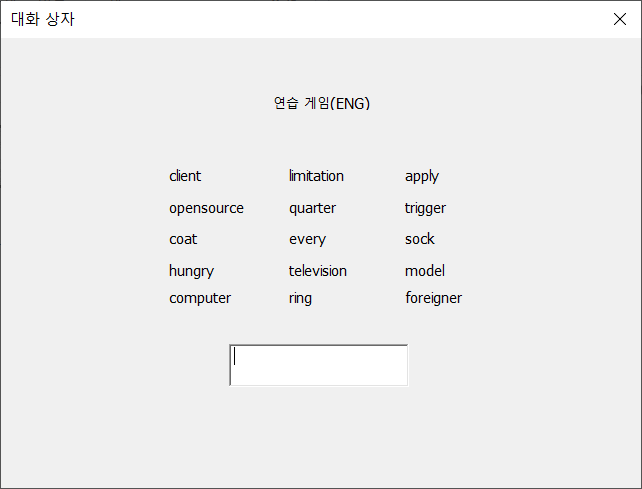 대화 상자
연습 게임(ENG)
client limitation apply
opensource quarter trigger
coat every sock
hungry television model
computer ring foreigner